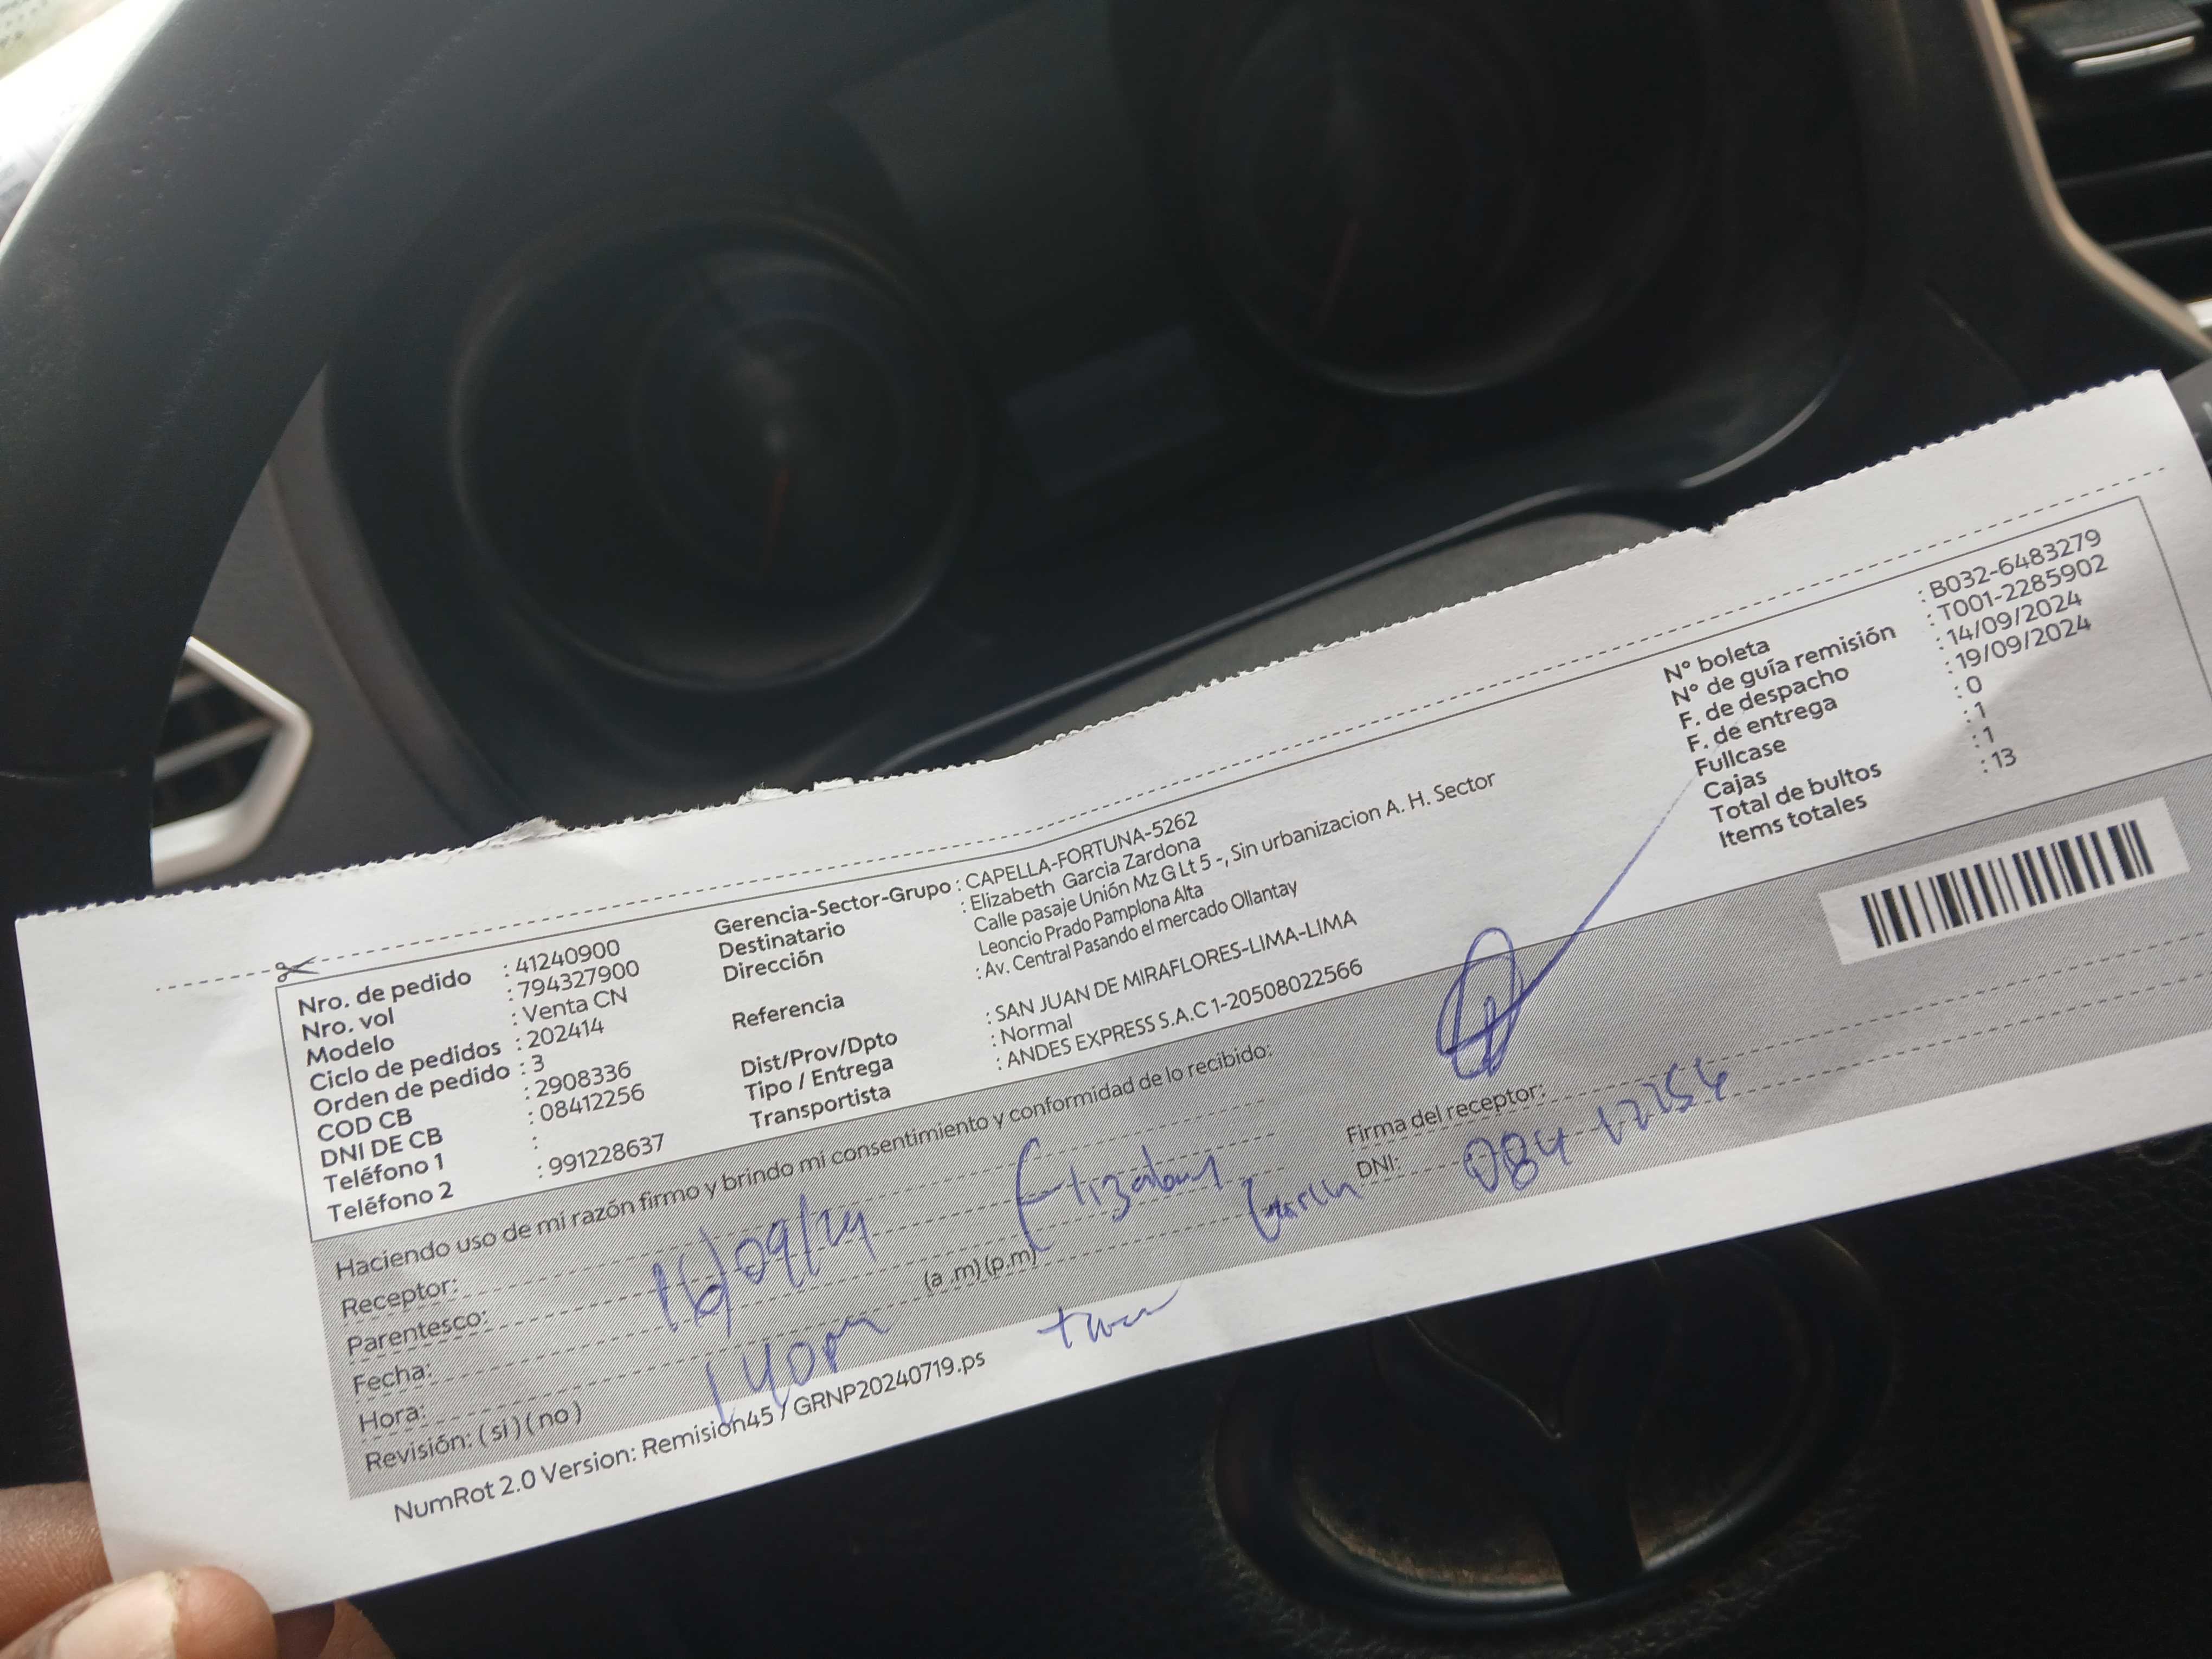 Nro. de pedido : 41240900
Nro. vol : 794327900
Modelo : Venta CN
Ciclo de pedidos : 202414
Orden de pedido : 3
COD CB : 2908336
DNI DE CB : 08412256
Teléfono 1 :
Teléfono 2 : 991228637
Gerencia-Sector-Grupo : CAPELLA-FORTUNA-5262
Destinatario : Elizabeth Garcia Zardona
Dirección Calle pasaje Unión Mz G Lt 5 -, Sin urbanizacion A. H. Sector
Leoncio Prado Pamplona Alta
Referencia : Av. Central Pasando el mercado Ollantay
Dist/Prov/Dpto : SAN JUAN DE MIRAFLORES-LIMA-LIMA
Tipo / Entrega : Normal
Transportista : ANDES EXPRESS S.A.C 1-20508022566
N° boleta : B032-6483279
N° de guía remisión : T001-2285902
F. de despacho : 14/09/2024
F. de entrega : 19/09/2024
Fullcase : 0
Cajas : 1
Total de bultos : 1
Items totales : 13
Haciendo uso de mi razón firmo y brindo mi consentimiento y conformidad de lo recibido:
Receptor: Elizabeth Garcia
Firma del receptor:
Parentesco:
DNI:
Fecha: 16/09/24
Hora: 1 40pm (a .m) (p.m)
Revisión: ( si ) ( no )
NumRot 2.0 Version: Remision45 / GRNP20240719.ps